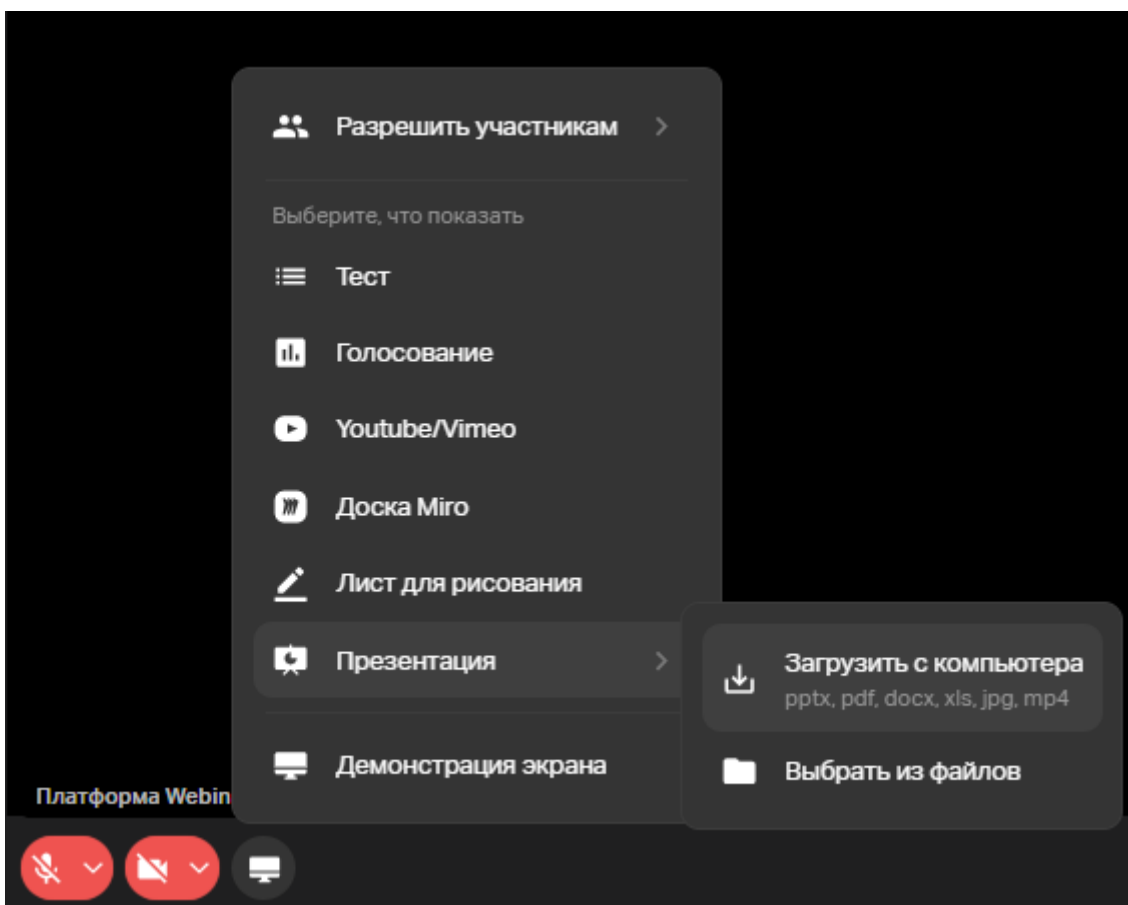 Разрешить участникам
Выберите, что показать
Тест
Голосование
Youtube/Vimeo
Доска Miro
Лист для рисования
Презентация
Загрузить с компьютера
pptx, pdf, docx, xls, jpg, mp4
Выбрать из файлов
Демонстрация экрана
Платформа Webin